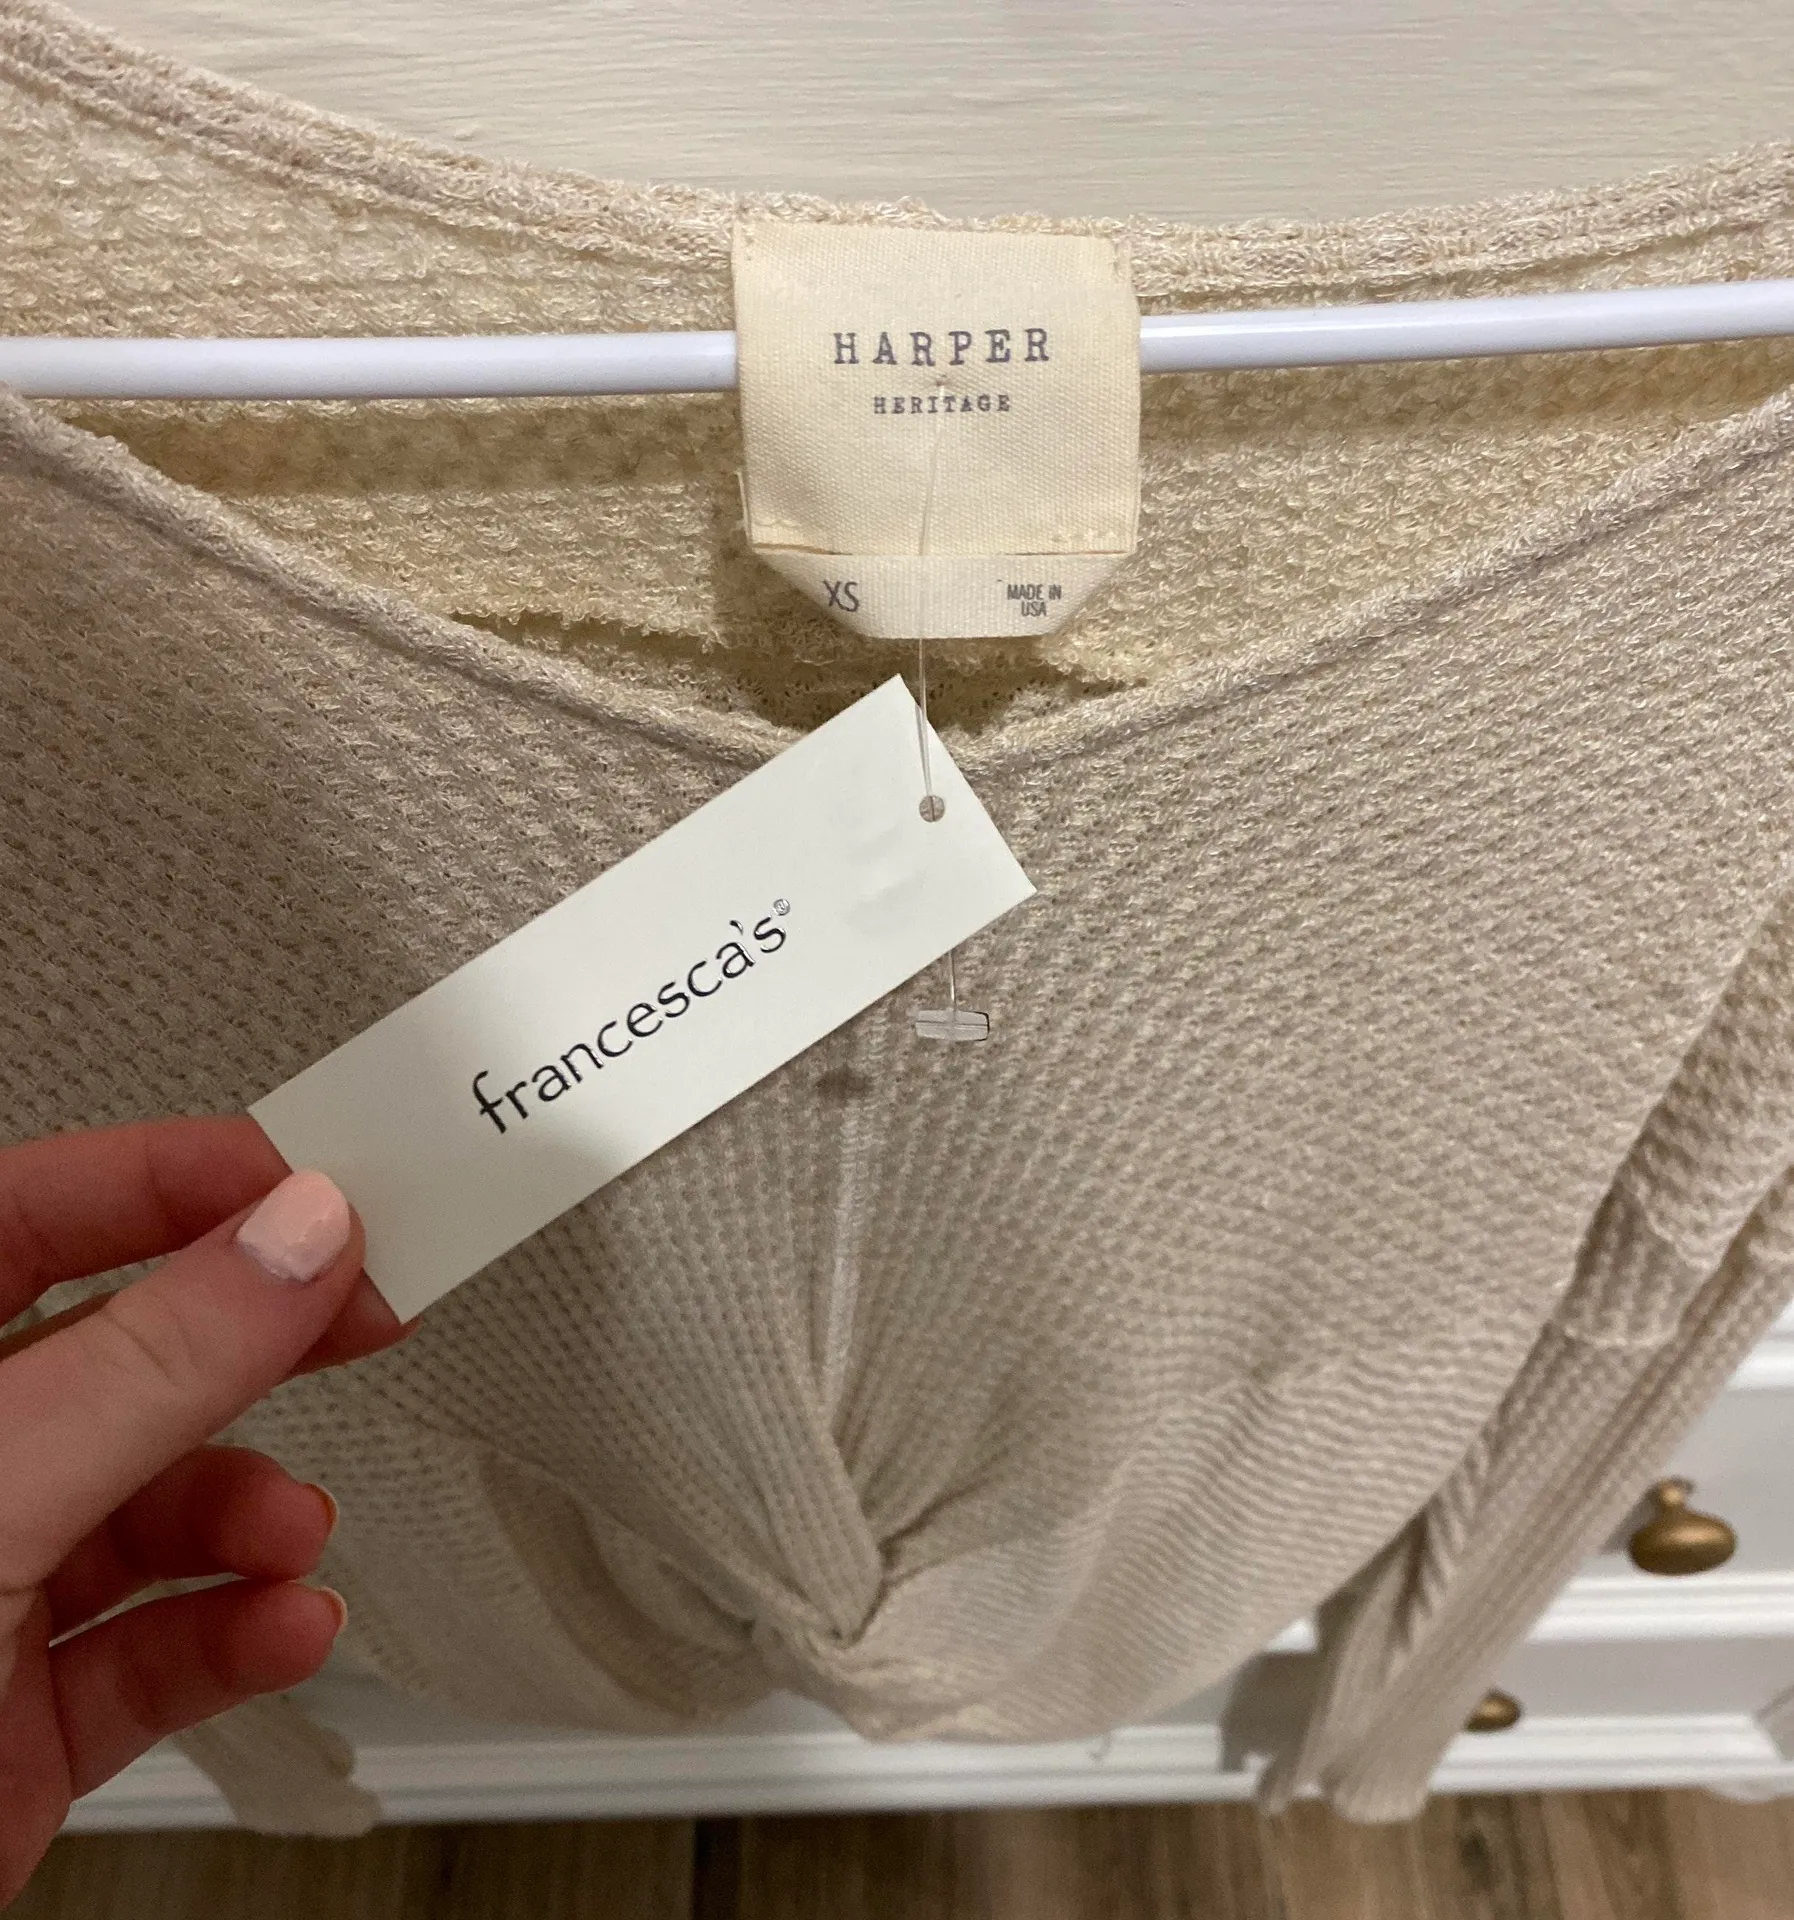 HARPER
HERITAGE
XS
MADE IN
USA
francesca's®